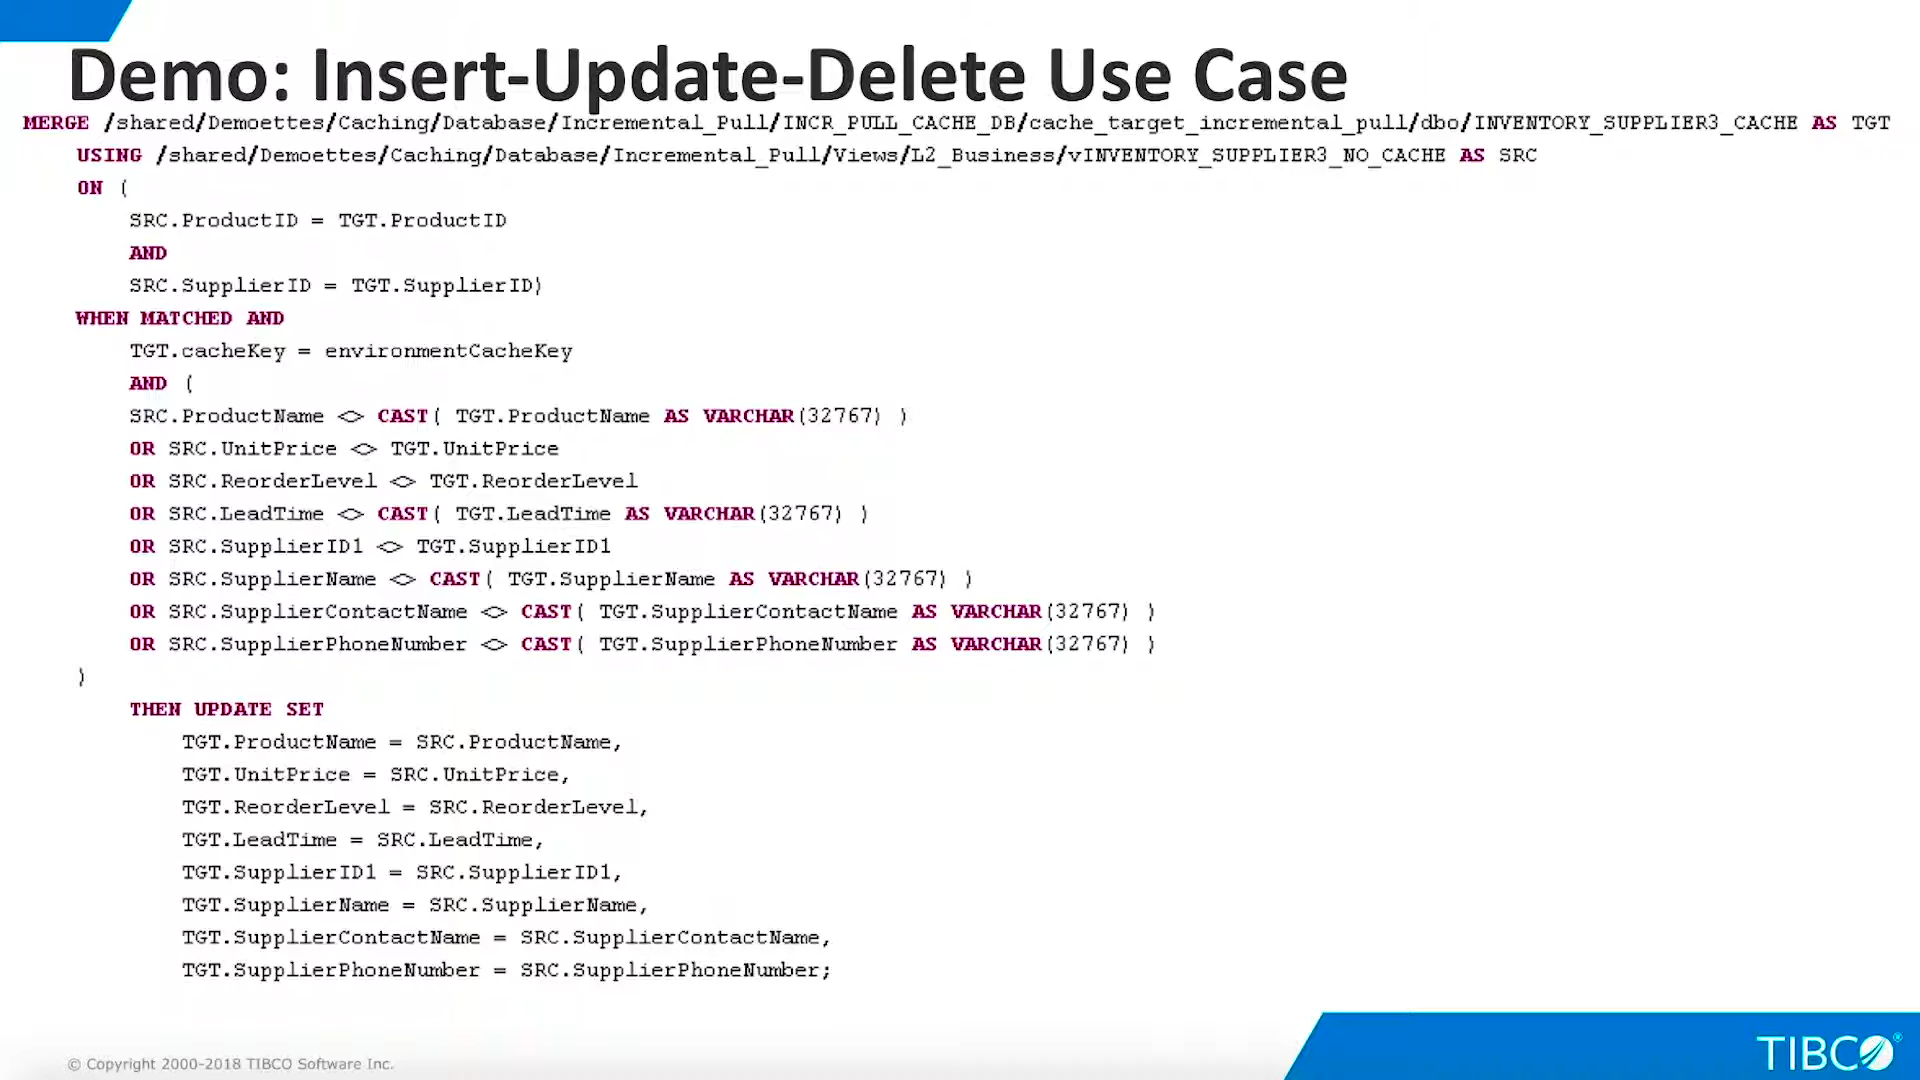 Demo: Insert-Update-Delete Use Case
MERGE /shared/Demoettes/Caching/Database/Incremental_Pull/INCR_PULL_CACHE_DB/cache_target_incremental_pull/dbo/INVENTORY_SUPPLIER3_CACHE AS TGT
USING /shared/Demoettes/Caching/Database/Incremental_Pull/Views/L2_Business/vINVENTORY_SUPPLIER3_NO_CACHE AS SRC
ON (
SRC.ProductID = TGT.ProductID
AND
SRC.SupplierID = TGT.SupplierID)
WHEN MATCHED AND
TGT.cacheKey = environmentCacheKey
AND (
SRC.ProductName <> CAST( TGT.ProductName AS VARCHAR(32767) )
OR SRC.UnitPrice <> TGT.UnitPrice
OR SRC.ReorderLevel <> TGT.ReorderLevel
OR SRC.LeadTime <> CAST( TGT.LeadTime AS VARCHAR(32767) )
OR SRC.SupplierID1 <> TGT.SupplierID1
OR SRC.SupplierName <> CAST( TGT.SupplierName AS VARCHAR(32767) )
OR SRC.SupplierContactName <> CAST( TGT.SupplierContactName AS VARCHAR(32767) )
OR SRC.SupplierPhoneNumber <> CAST( TGT.SupplierPhoneNumber AS VARCHAR(32767) )
)
THEN UPDATE SET
TGT.ProductName = SRC.ProductName,
TGT.UnitPrice = SRC.UnitPrice,
TGT.ReorderLevel = SRC.ReorderLevel,
TGT.LeadTime = SRC.LeadTime,
TGT.SupplierID1 = SRC.SupplierID1,
TGT.SupplierName = SRC.SupplierName,
TGT.SupplierContactName = SRC.SupplierContactName,
TGT.SupplierPhoneNumber = SRC.SupplierPhoneNumber;
© Copyright 2000-2018 TIBCO Software Inc.
TIBCO®